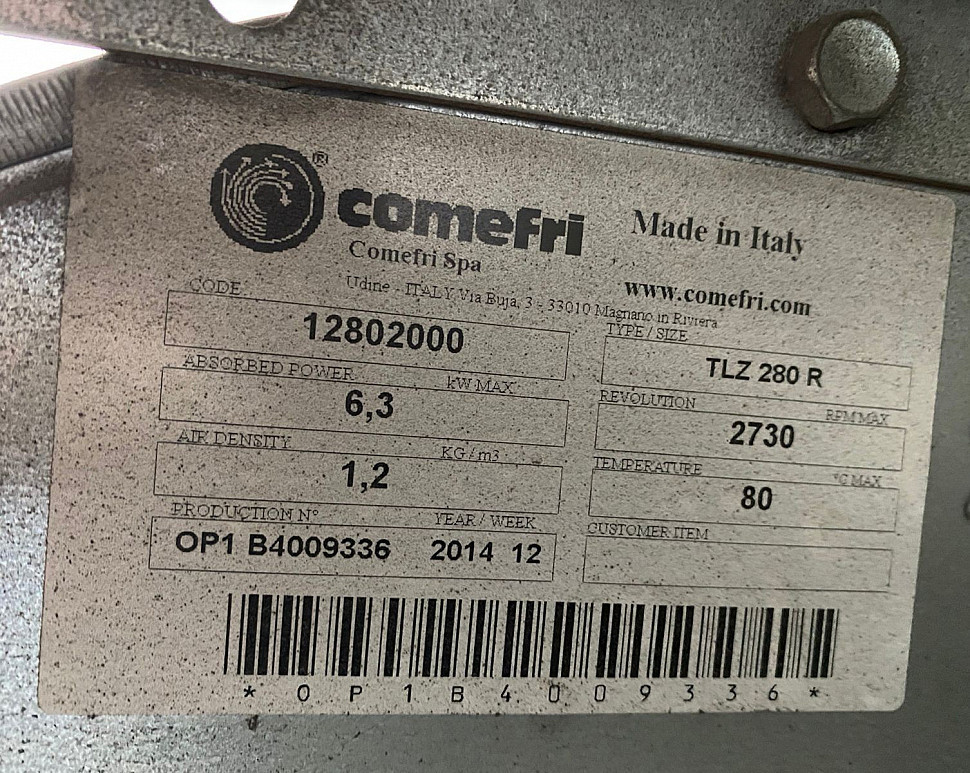 comefri ®
Made in Italy
Comefri Spa
www.comefri.com
Udine - ITALY Via Buja, 3 - 33010 Magnano in Riviera
CODE
12802000
TYPE / SIZE
TLZ 280 R
ABSORBED POWER kW MAX
6,3
REVOLUTION RPM MAX
2730
AIR DENSITY KG / m3
1,2
TEMPERATURE °C MAX
80
PRODUCTION N° YEAR / WEEK
OP1 B4009336 2014 12
CUSTOMER ITEM
* O P 1 B 4 0 0 9 3 3 6 *